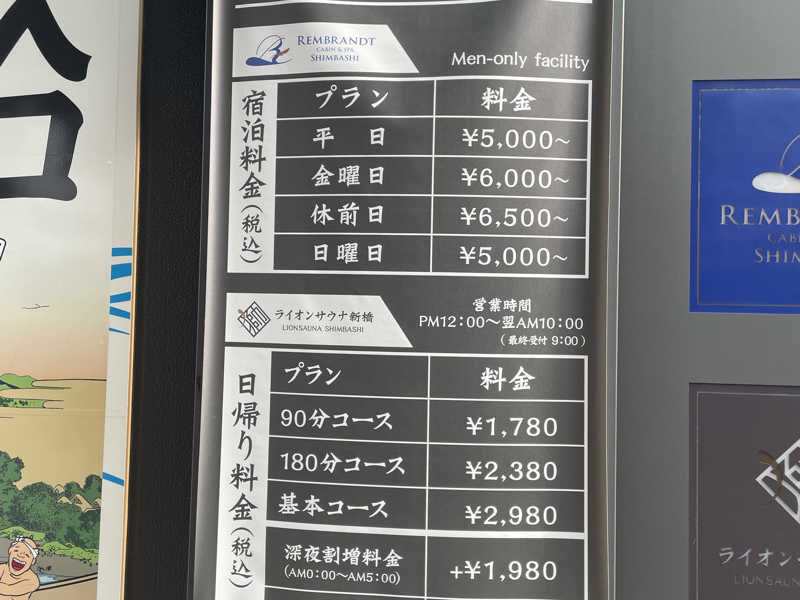 REMBRANDT
CABIN & SPA
SHIMBASHI
Men-only facility
宿泊料金(税込)
プラン 料金
平 日 ¥5,000~
金曜日 ¥6,000~
休前日 ¥6,500~
日曜日 ¥5,000~
ライオンサウナ新橋
LIONSAUNA SHIMBASHI
営業時間
PM12:00〜翌AM10:00
(最終受付 9:00)
日帰り料金(税込)
プラン 料金
90分コース ¥1,780
180分コース ¥2,380
基本コース ¥2,980
深夜割増料金
(AM0:00〜AM5:00)
+¥1,980
REMB
CAB
SHIM
ライオンサ
LIONSAUN